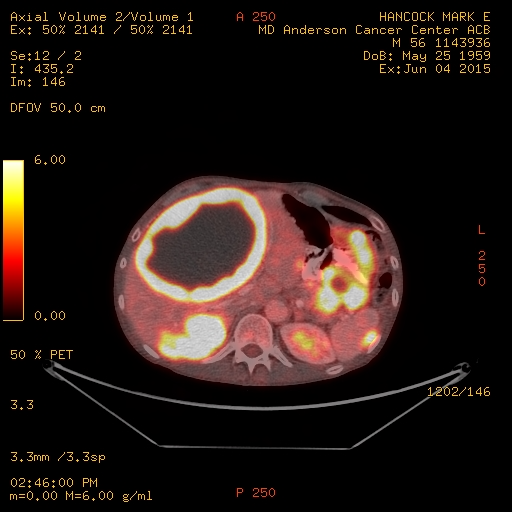 Axial Volume 2/Volume 1
Ex: 50% 2141 / 50% 2141
Se:12 / 2
I: 435.2
Im: 146
DFOV 50.0 cm
A 250
HANCOCK MARK E
MD Anderson Cancer Center ACB
M 56 1143936
DoB: May 25 1959
Ex:Jun 04 2015
6.00
0.00
L 250
50 % PET
3.3
1202/146
3.3mm /3.3sp
02:46:00 PM
m=0.00 M=6.00 g/ml
P 250